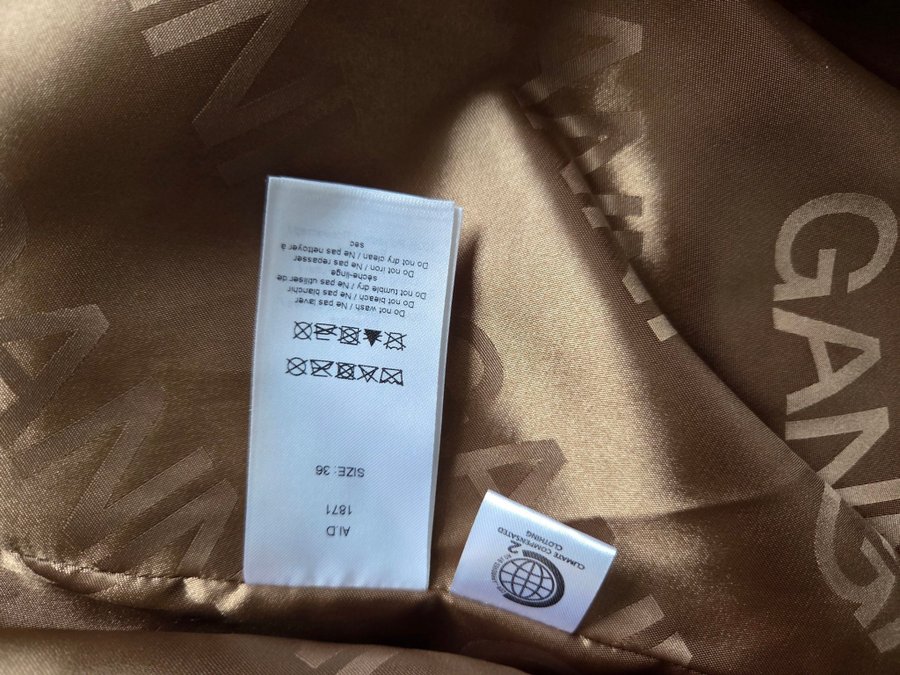 1871
SIZE: 36
Do not wash / Ne pas laver
Do not bleach / Ne pas blanchir
Do not tumble dry / Ne pas utiliser de
sèche-linge
Do not iron / Ne pas repasser
Do not dry clean / Ne pas nettoyer à
sec
2
CLIMATE COMPENSATED
CLOTHING
GANG